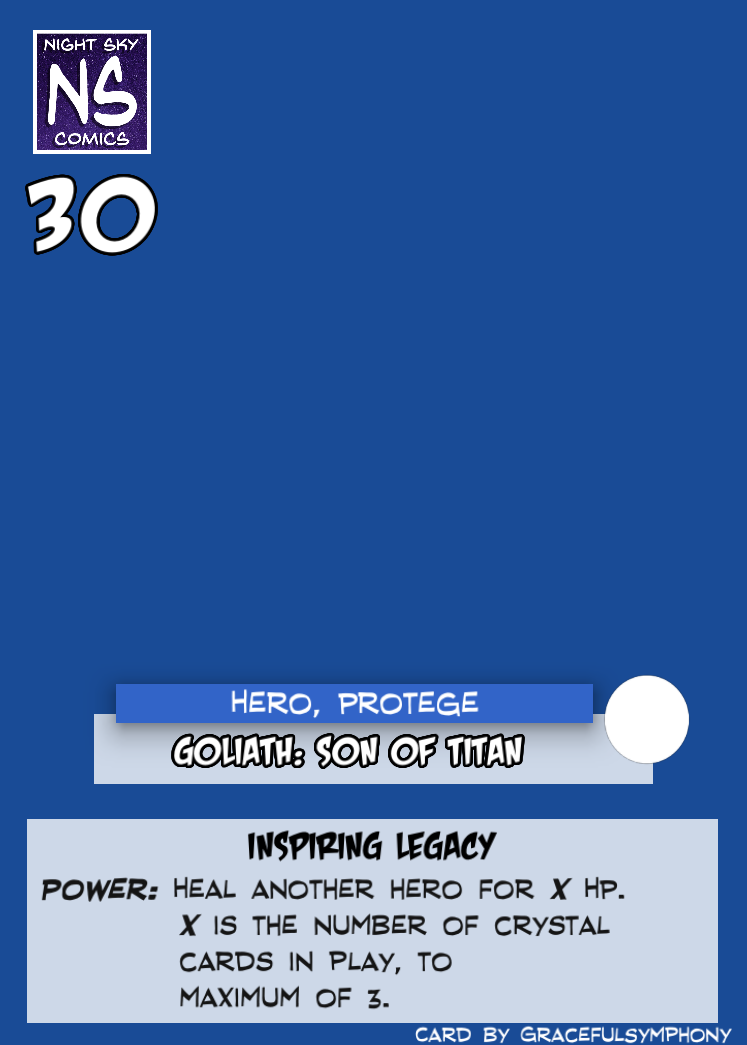 NIGHT SKY
NS
COMICS
30
HERO, PROTEGE
GOLIATH: SON OF TITAN
INSPIRING LEGACY
POWER: HEAL ANOTHER HERO FOR X HP.
X IS THE NUMBER OF CRYSTAL
CARDS IN PLAY, TO
MAXIMUM OF 3.
CARD BY GRACEFULSYMPHONY